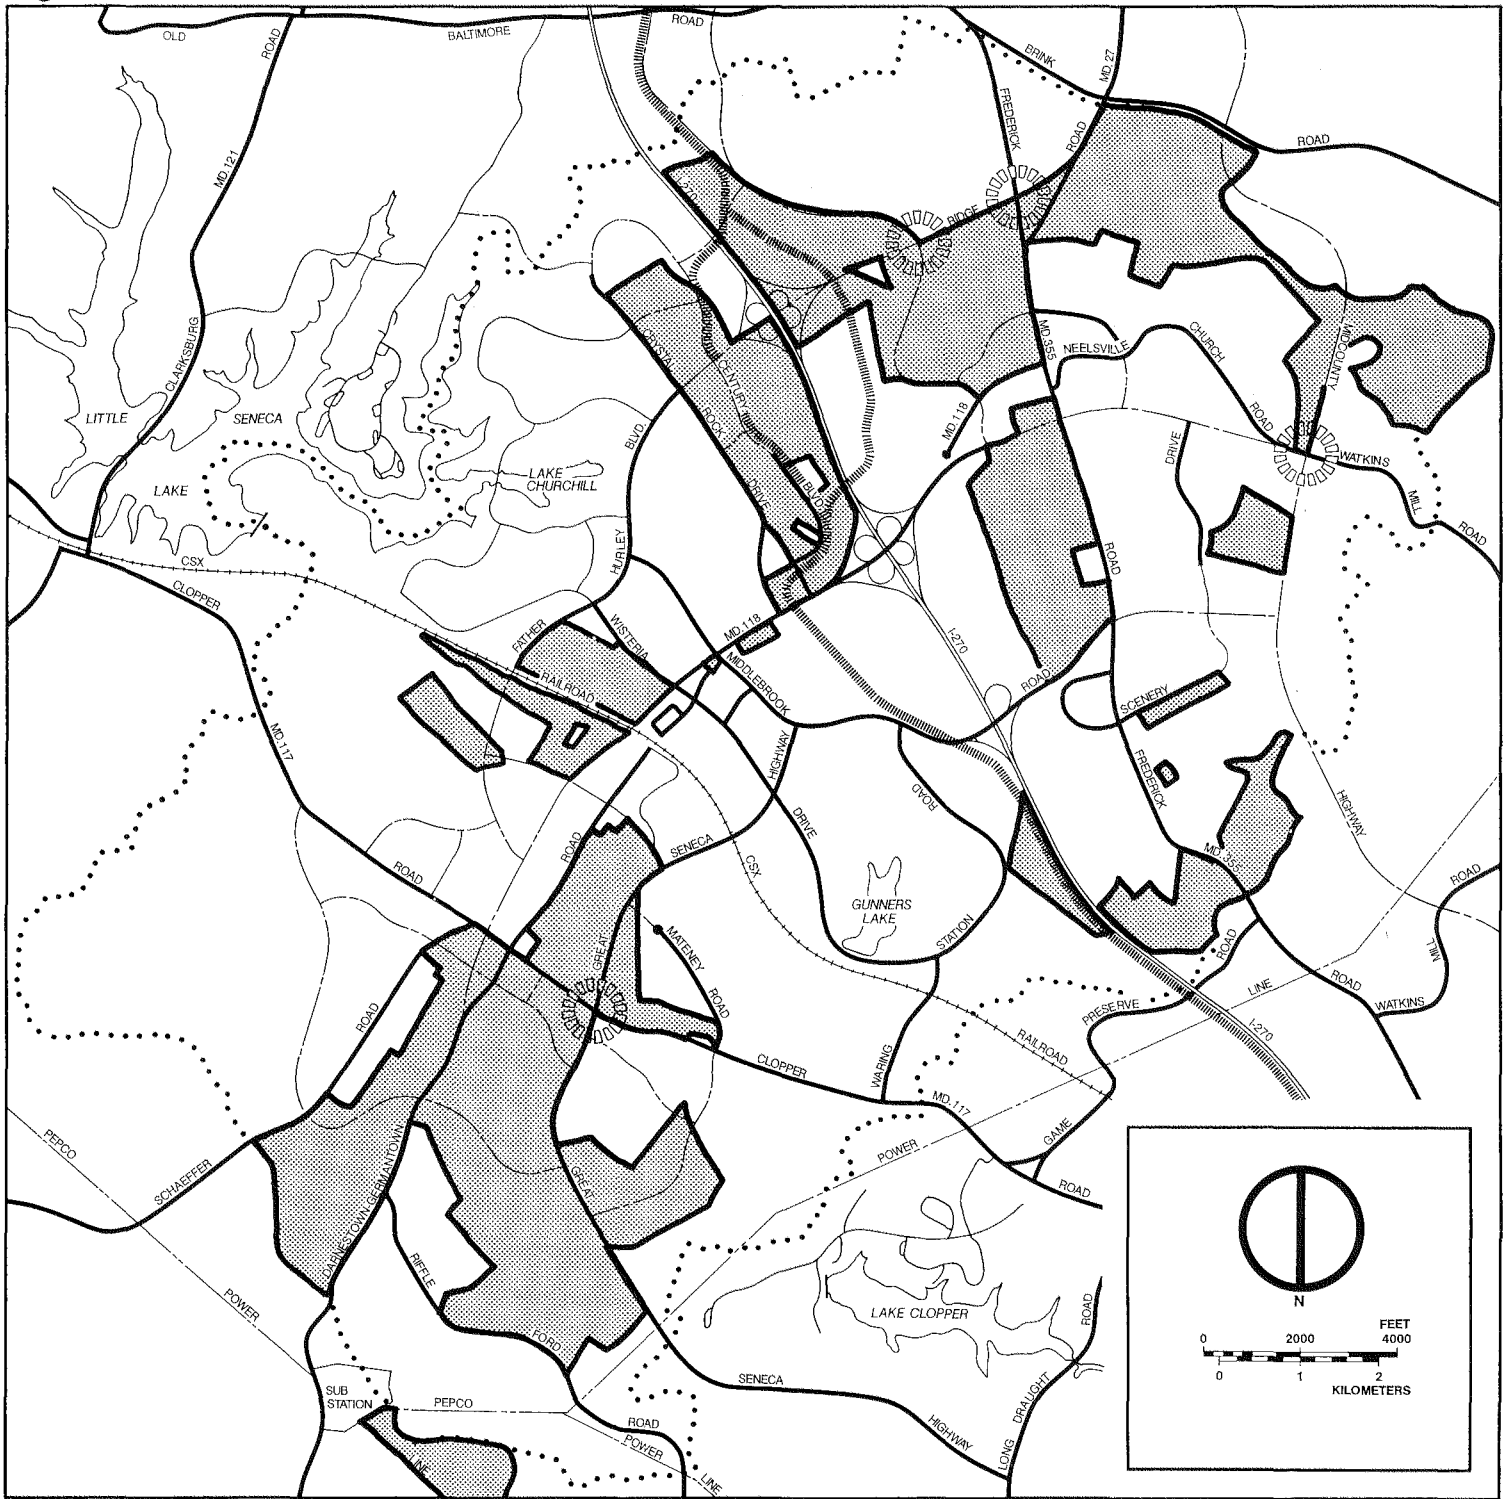 OLD
BALTIMORE
ROAD
ROAD
MD.121
CLARKSBURG
BRINK
ROAD
MD.27
ROAD
FREDERICK
RIDGE
I-270
MD.355
NEELSVILLE
CHURCH
ROAD
MIDCOUNTY
WATKINS
MILL
ROAD
DRIVE
MD.118
CRYSTAL
ROCK
DRIVE
CENTURY
BLVD.
LITTLE
SENECA
LAKE
LAKE
CHURCHILL
BLVD.
HURLEY
FATHER
CSX
CLOPPER
WISTERIA
RAILROAD
MD.118
MIDDLEBROOK
I-270
ROAD
ROAD
SCENERY
FREDERICK
MD.355
HIGHWAY
MD.117
ROAD
ROAD
HIGHWAY
DRIVE
ROAD
SENECA
CSX
GUNNERS
LAKE
STATION
ROAD
ROAD
MILL
WATKINS
ROAD
LINE
PRESERVE
I-270
GREAT
MATENEY
ROAD
ROAD
CLOPPER
WARING
RAILROAD
MD.117
GAME
ROAD
POWER
PEPCO
SCHAEFFER
DARNESTOWN-GERMANTOWN
GREAT
RIFFLE
FORD
ROAD
POWER
LAKE CLOPPER
ROAD
DRAUGHT
LONG
SENECA
HIGHWAY
SUB
STATION
PEPCO
POWER
LINE
LINE
N
FEET
0 2000 4000
0 1 2
KILOMETERS